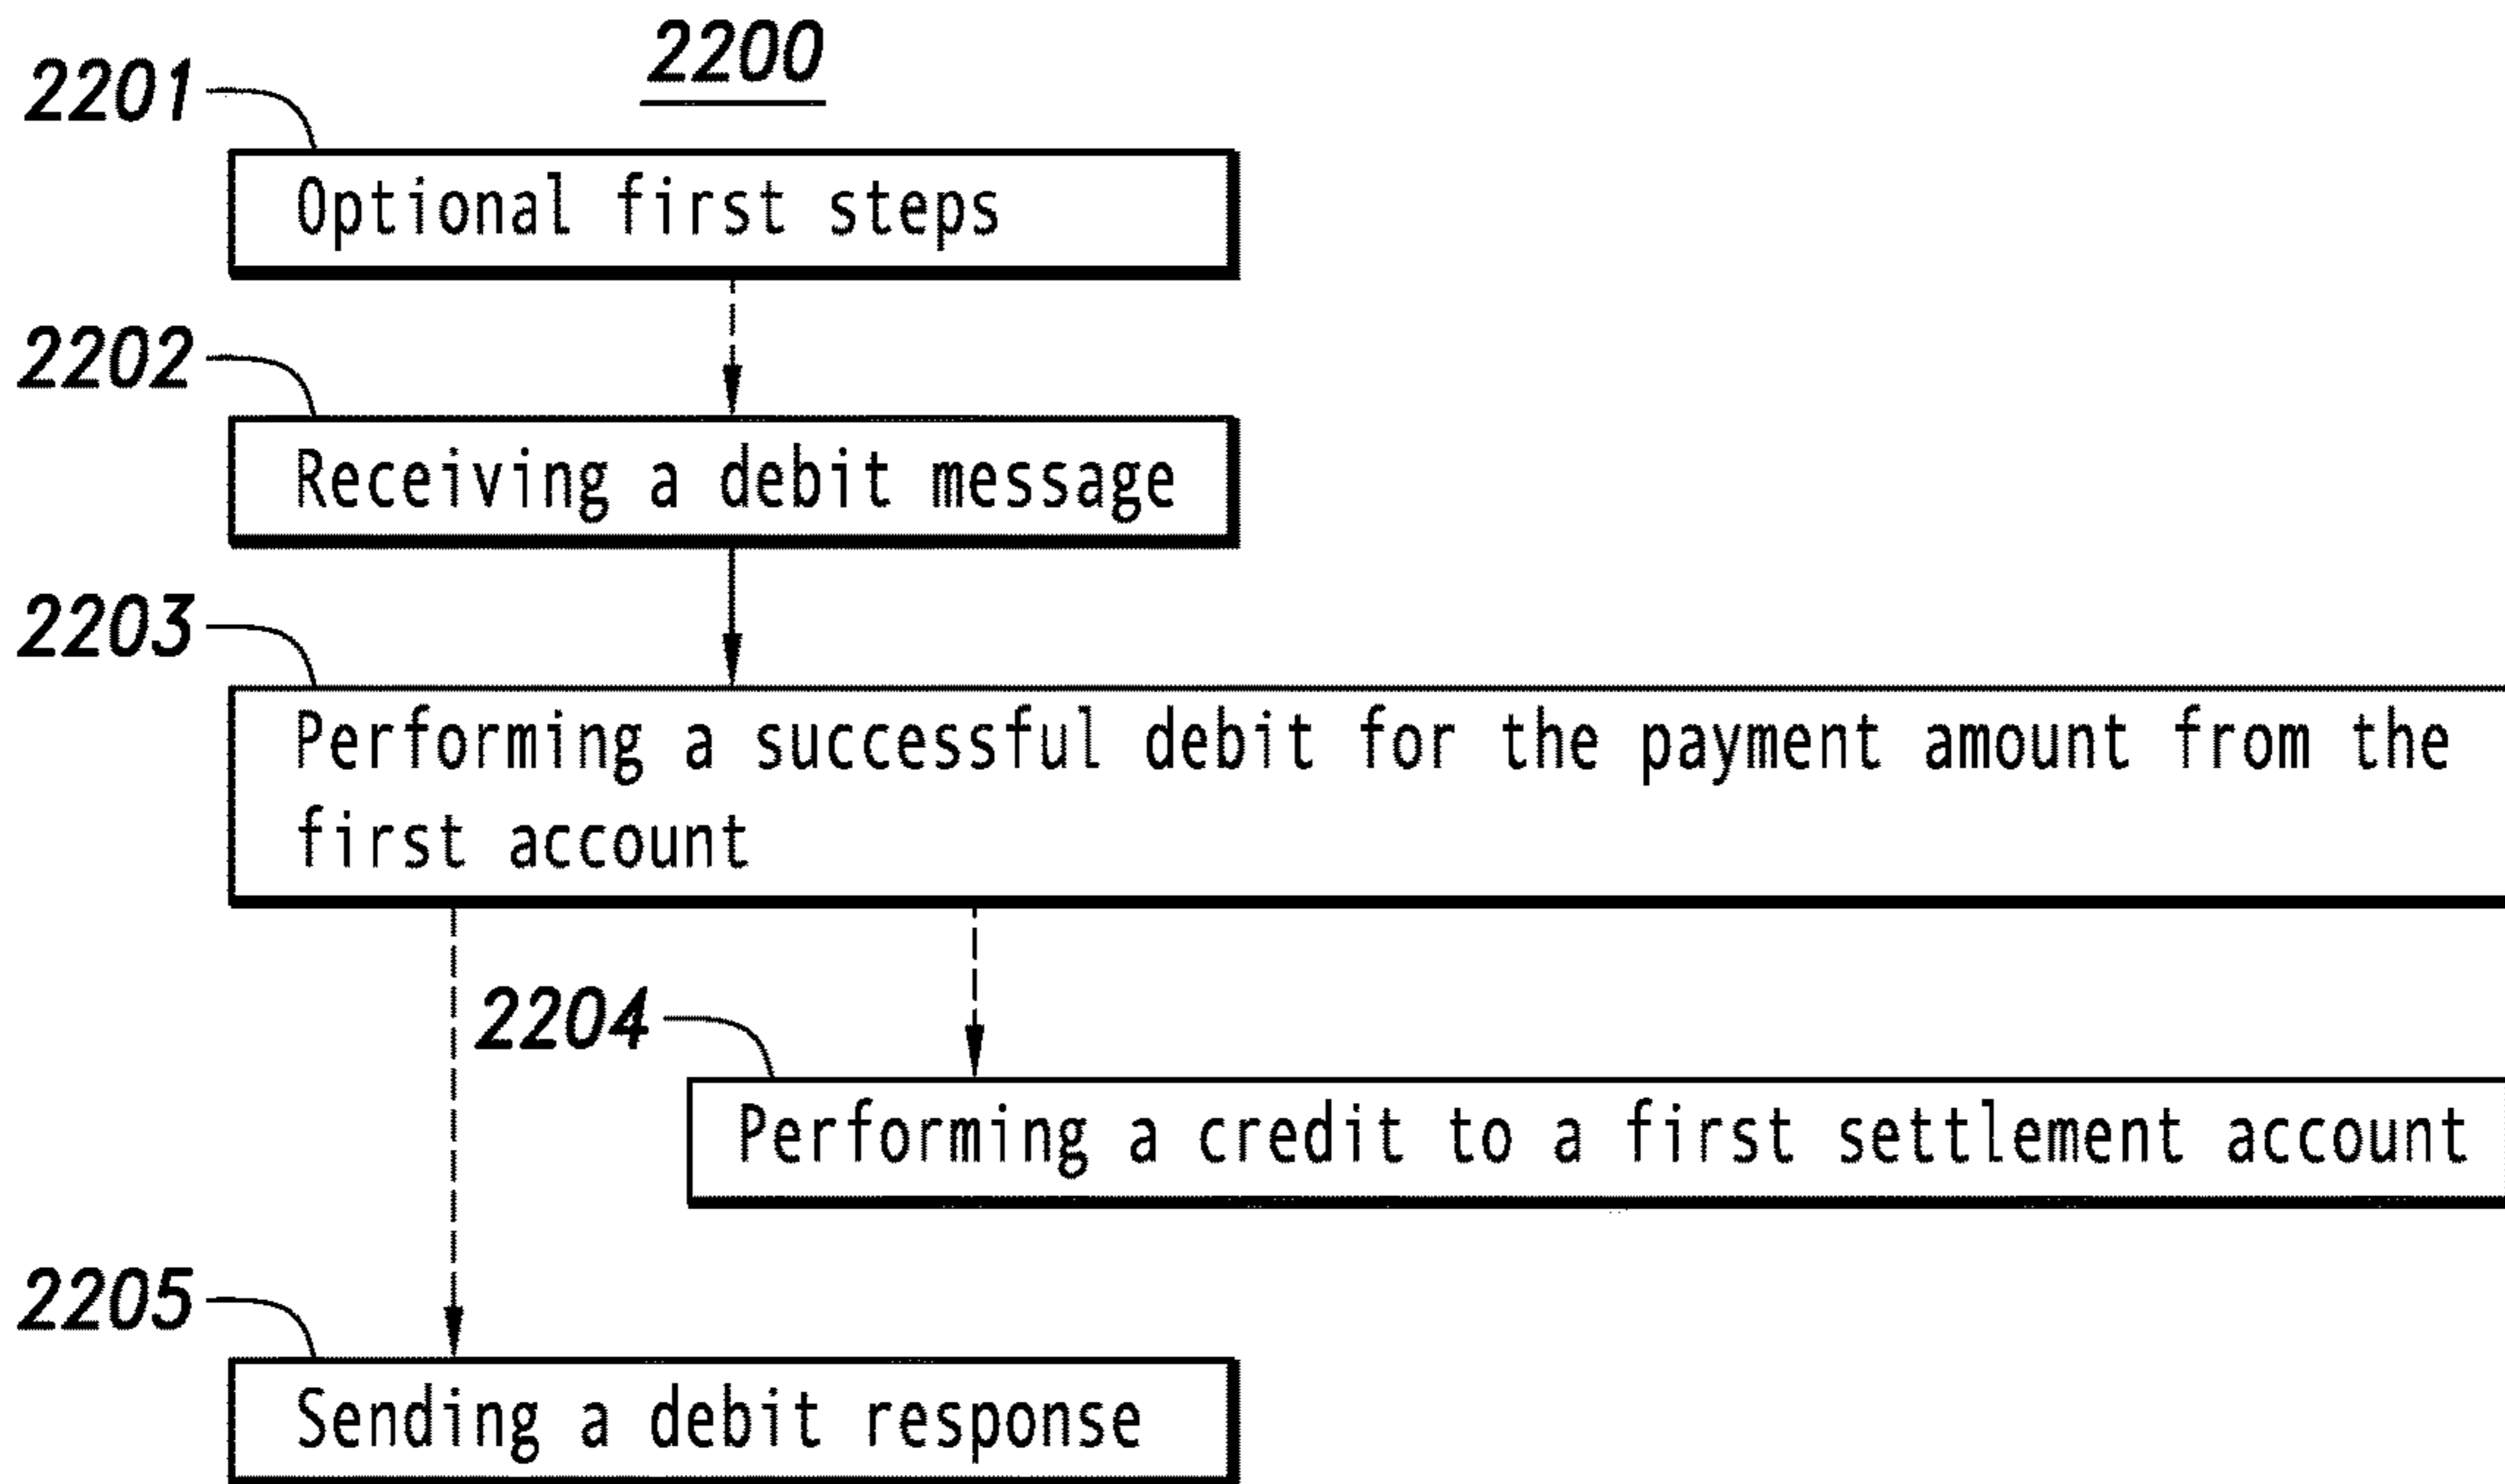 2200
2201
Optional first steps
2202
Receiving a debit message
2203
Performing a successful debit for the payment amount from the
first account
2204
Performing a credit to a first settlement account
2205
Sending a debit response